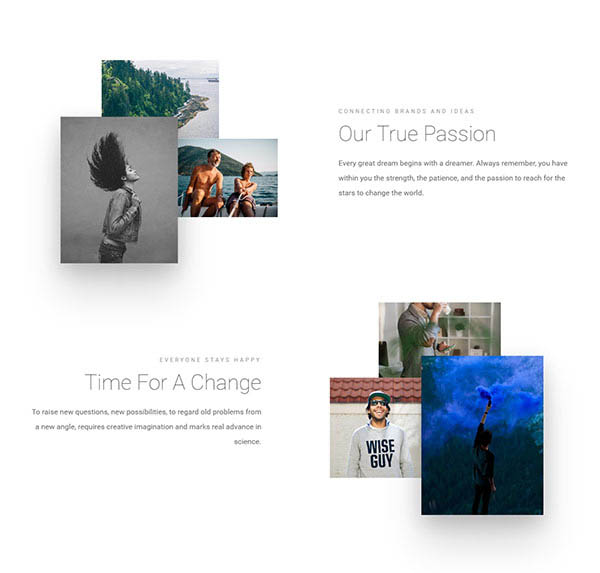 CONNECTING BRANDS AND IDEAS
Our True Passion
Every great dream begins with a dreamer. Always remember, you have
within you the strength, the patience, and the passion to reach for the
stars to change the world.
EVERYONE STAYS HAPPY
Time For A Change
To raise new questions, new possibilities, to regard old problems from
a new angle, requires creative imagination and marks real advance in
science.
WISE
GUY